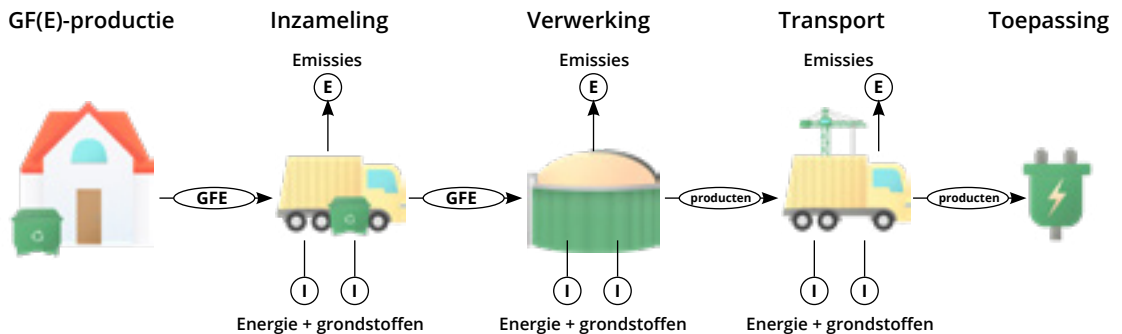 GF(E)-productie
Inzameling
Verwerking
Transport
Toepassing
Emissies
Emissies
Emissies
E
E
E
GFE
GFE
producten
producten
I
I
I
I
I
I
Energie + grondstoffen
Energie + grondstoffen
Energie + grondstoffen